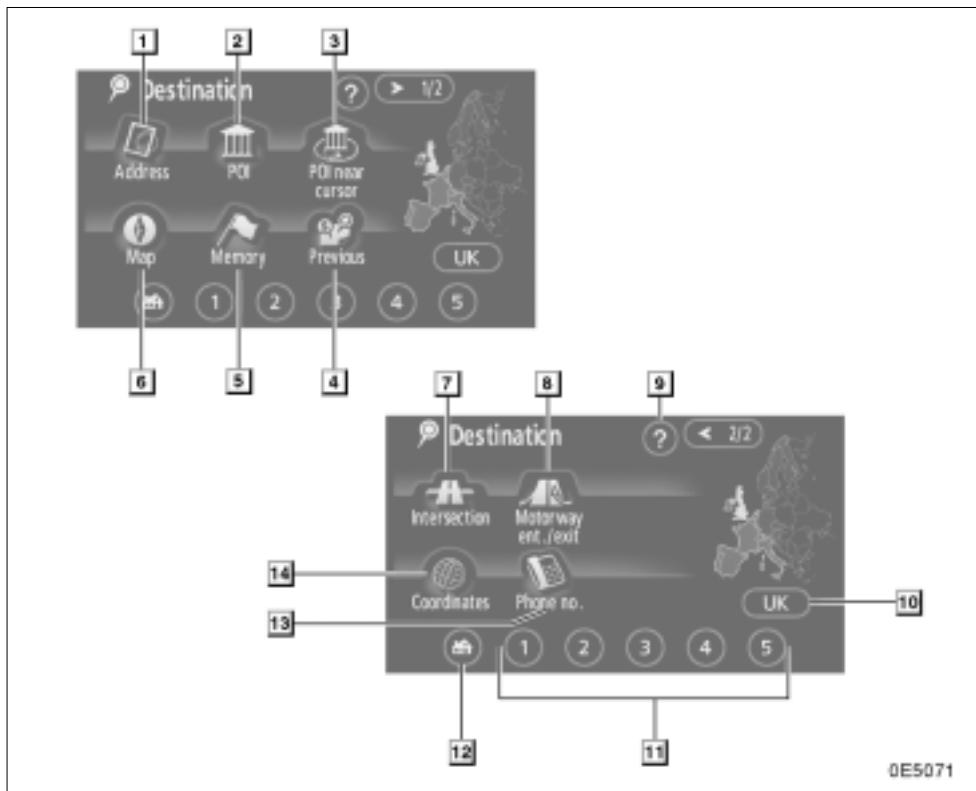 1 2 3
Destination ? 1/2
Address POI POI near
cursor
Map Memory Previous
UK
1 2 3 4 5
6 5 4
7 8 9
Destination ? 2/2
Intersection Motorway
ent./exit
14
Coordinates Phone no. UK 10
13
1 2 3 4 5
12 11
0E5071